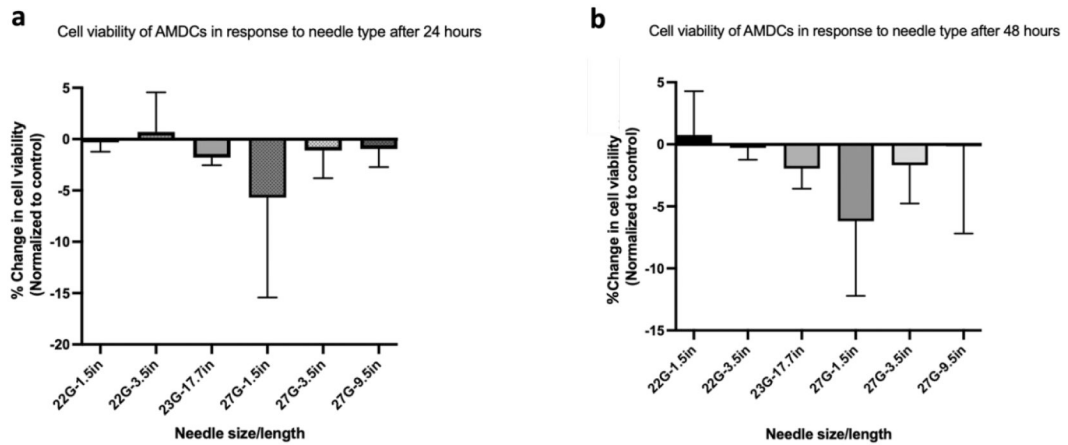 a
Cell viability of AMDCs in response to needle type after 24 hours
% Change in cell viability
(Normalized to control)
5
0
-5
-10
-15
-20
22G-1.5in
22G-3.5in
23G-17.7in
27G-1.5in
27G-3.5in
27G-9.5in
Needle size/length
b
Cell viability of AMDCs in response to needle type after 48 hours
%Change in cell viability
(Normalized to control)
5
0
-5
-10
-15
22G-1.5in
22G-3.5in
23G-17.7in
27G-1.5in
27G-3.5in
27G-9.5in
Needle size/length